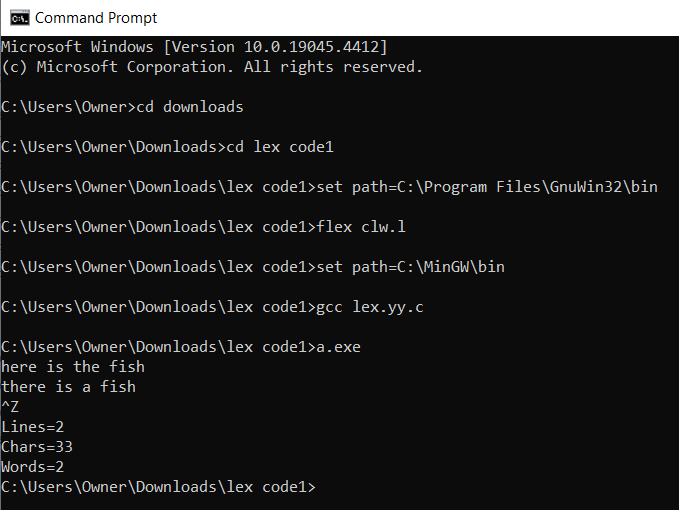 Command Prompt
Microsoft Windows [Version 10.0.19045.4412]
(c) Microsoft Corporation. All rights reserved.
C:\Users\Owner>cd downloads
C:\Users\Owner\Downloads>cd lex code1
C:\Users\Owner\Downloads\lex code1>set path=C:\Program Files\GnuWin32\bin
C:\Users\Owner\Downloads\lex code1>flex clw.l
C:\Users\Owner\Downloads\lex code1>set path=C:\MinGW\bin
C:\Users\Owner\Downloads\lex code1>gcc lex.yy.c
C:\Users\Owner\Downloads\lex code1>a.exe
here is the fish
there is a fish
^Z
Lines=2
Chars=33
Words=2
C:\Users\Owner\Downloads\lex code1>